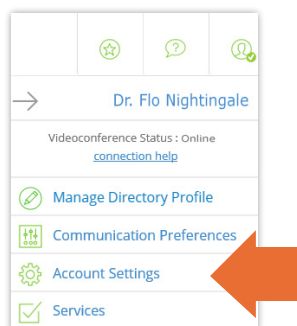 Dr. Flo Nightingale
Videoconference Status : Online
connection help
Manage Directory Profile
Communication Preferences
Account Settings
Services